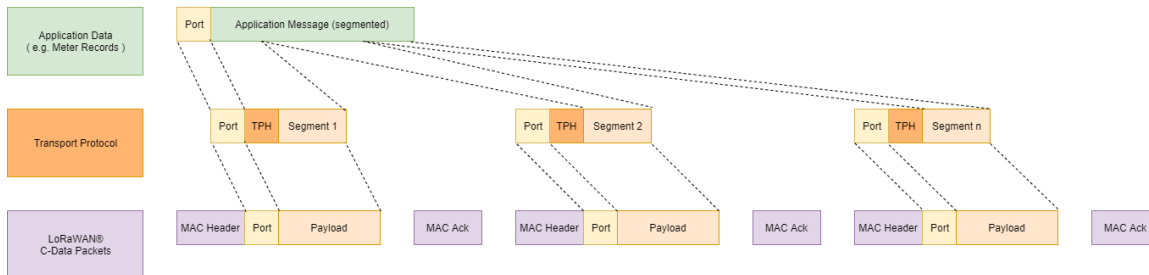 Application Data
( e.g. Meter Records )
Port
Application Message (segmented)
Transport Protocol
Port
TPH
Segment 1
Port
TPH
Segment 2
Port
TPH
Segment n
LoRaWAN®
C-Data Packets
MAC Header
Port
Payload
MAC Ack
MAC Header
Port
Payload
MAC Ack
MAC Header
Port
Payload
MAC Ack